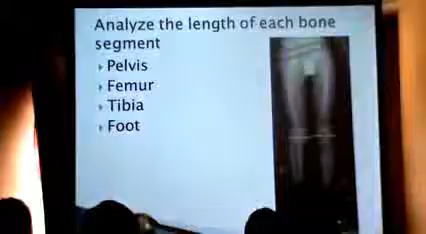 Analyze the length of each bone
segment
Pelvis
Femur
Tibia
Foot